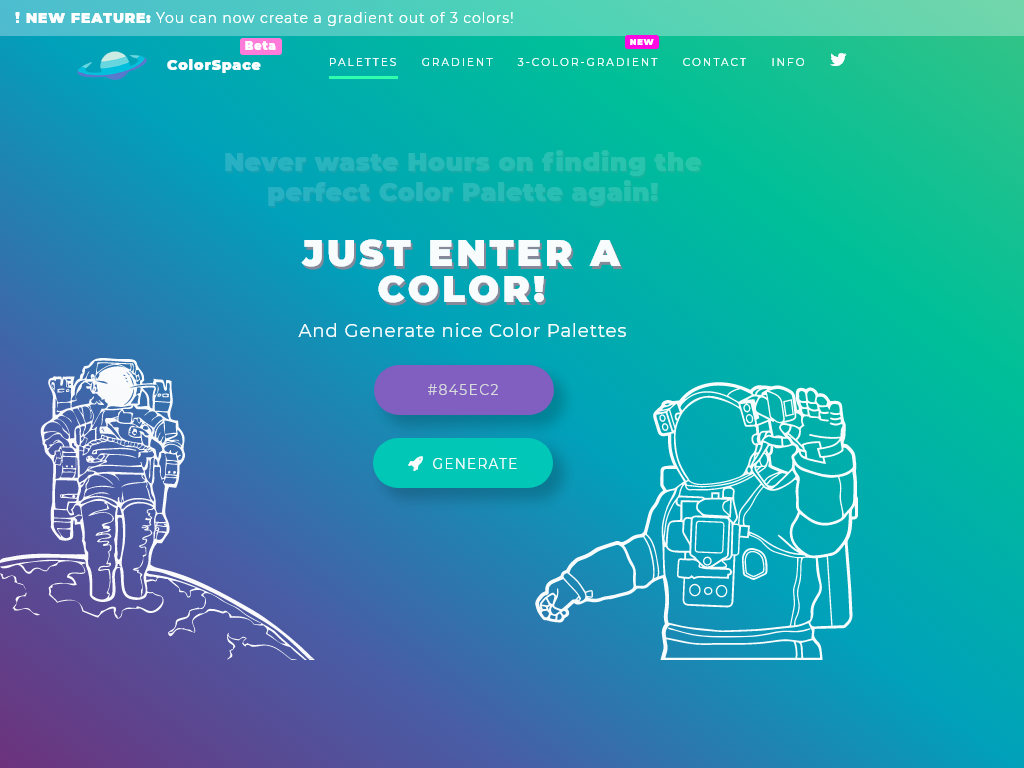 ! NEW FEATURE: You can now create a gradient out of 3 colors!
Beta
ColorSpace
NEW
PALETTES GRADIENT 3-COLOR-GRADIENT CONTACT INFO
Never waste Hours on finding the
perfect Color Palette again!
JUST ENTER A
COLOR!
And Generate nice Color Palettes
#845EC2
GENERATE